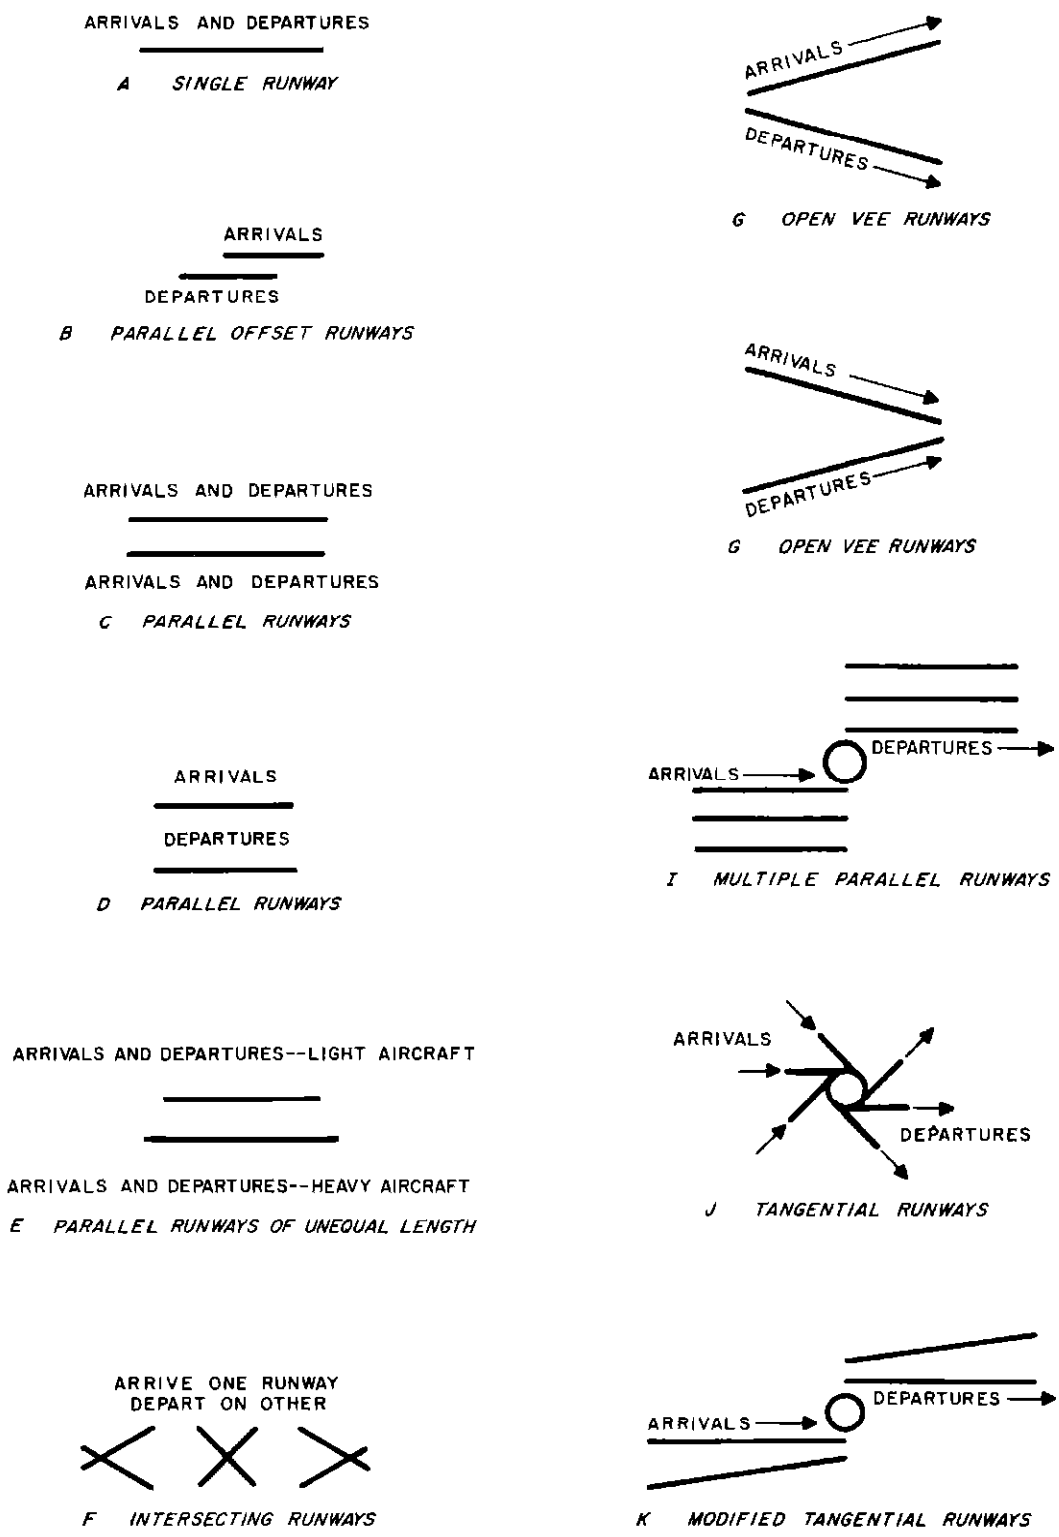 ARRIVALS AND DEPARTURES
A SINGLE RUNWAY
ARRIVALS
DEPARTURES
B PARALLEL OFFSET RUNWAYS
ARRIVALS AND DEPARTURES
ARRIVALS AND DEPARTURES
C PARALLEL RUNWAYS
ARRIVALS
DEPARTURES
D PARALLEL RUNWAYS
ARRIVALS AND DEPARTURES--LIGHT AIRCRAFT
ARRIVALS AND DEPARTURES--HEAVY AIRCRAFT
E PARALLEL RUNWAYS OF UNEQUAL LENGTH
ARRIVE ONE RUNWAY
DEPART ON OTHER
F INTERSECTING RUNWAYS
ARRIVALS
DEPARTURES
G OPEN VEE RUNWAYS
ARRIVALS
DEPARTURES
G OPEN VEE RUNWAYS
DEPARTURES
ARRIVALS
I MULTIPLE PARALLEL RUNWAYS
ARRIVALS
DEPARTURES
J TANGENTIAL RUNWAYS
DEPARTURES
ARRIVALS
K MODIFIED TANGENTIAL RUNWAYS